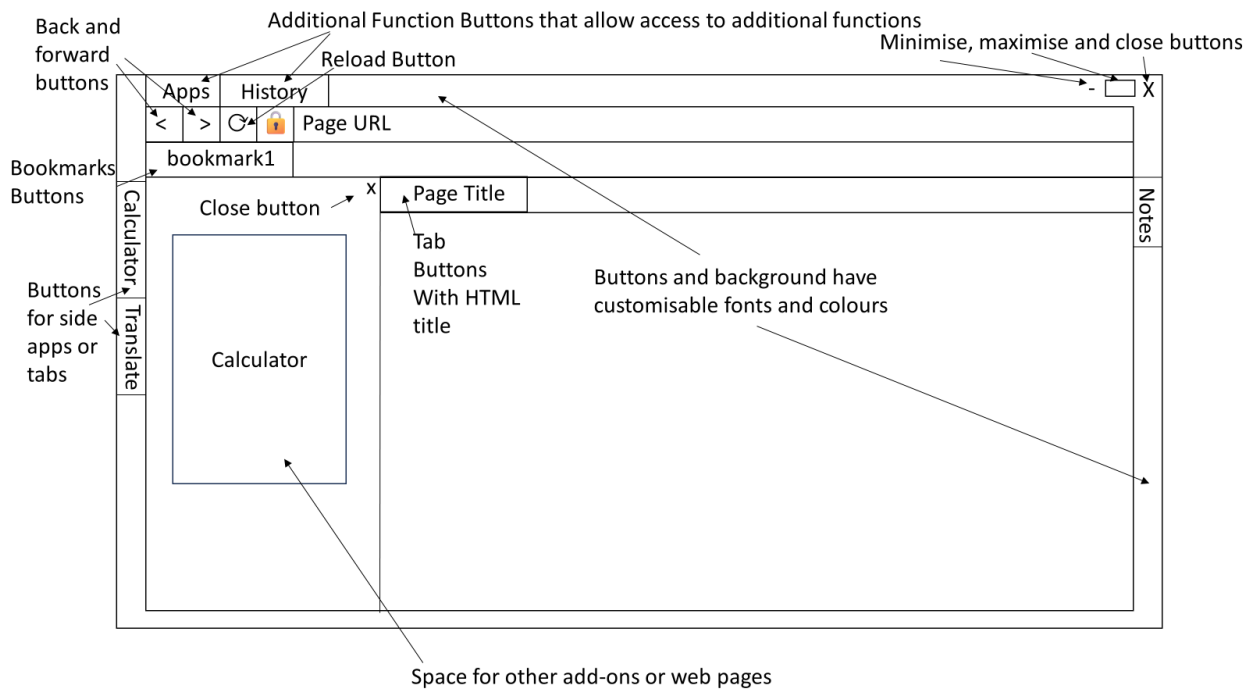 Additional Function Buttons that allow access to additional functions
Back and
forward
buttons
Minimise, maximise and close buttons
Reload Button
Apps
History
-
X
<
>
Page URL
bookmark1
Bookmarks
Buttons
x
Page Title
Close button
Calculator
Notes
Tab
Buttons
With HTML
title
Buttons and background have
customisable fonts and colours
Buttons
for side
apps or
tabs
Translate
Calculator
Space for other add-ons or web pages